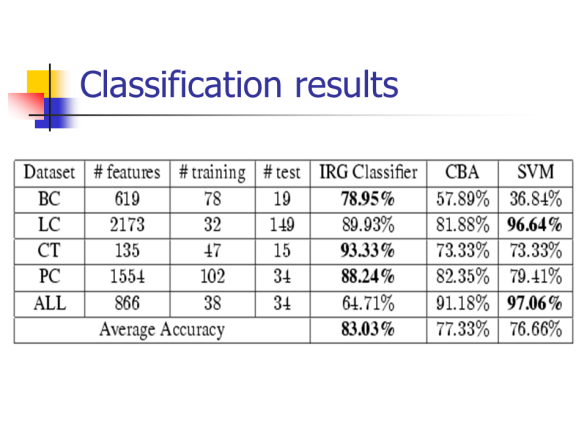 Classification results
Dataset # features # training # test IRG Classifier CBA SVM
BC 619 78 19 78.95% 57.89% 36.84%
LC 2173 32 149 89.93% 81.88% 96.64%
CT 135 47 15 93.33% 73.33% 73.33%
PC 1554 102 34 88.24% 82.35% 79.41%
ALL 866 38 34 64.71% 91.18% 97.06%
Average Accuracy 83.03% 77.33% 76.66%